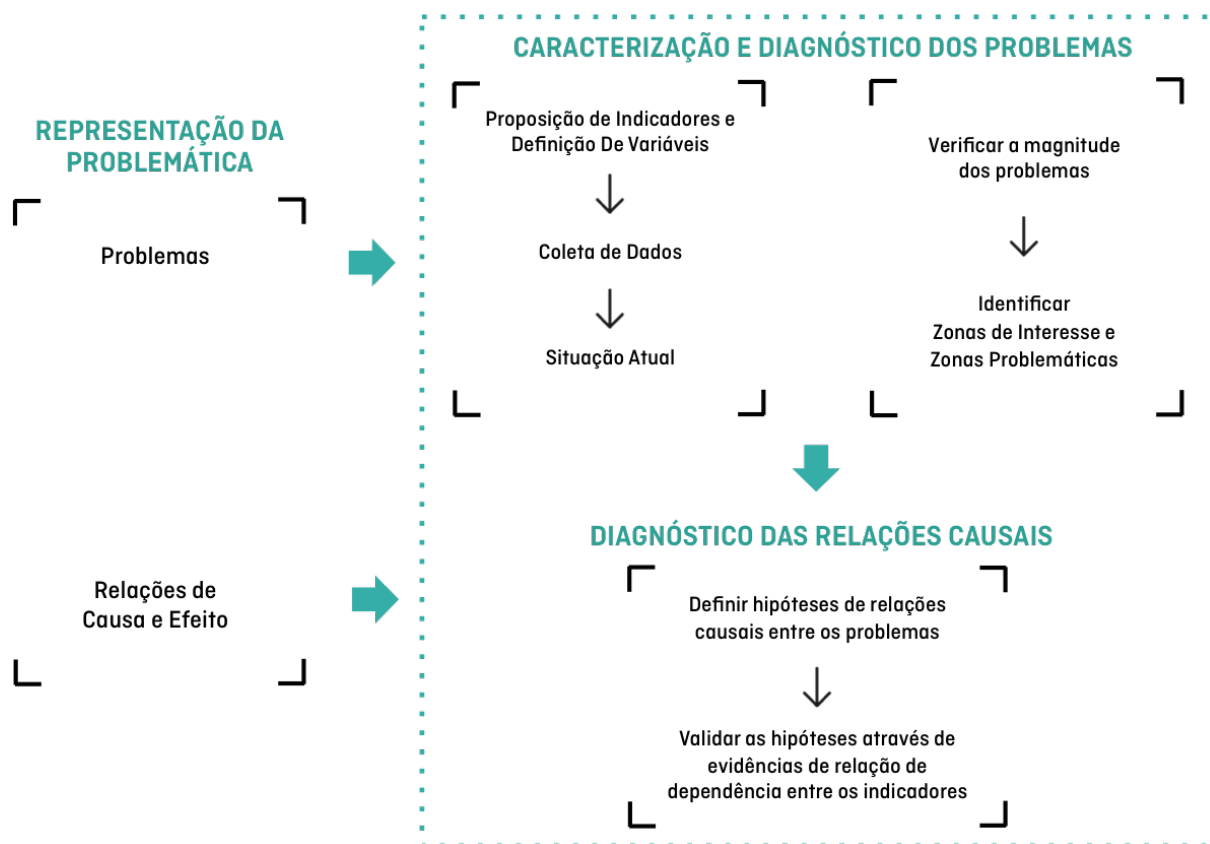 REPRESENTAÇÃO DA
PROBLEMÁTICA
Problemas
Relações de
Causa e Efeito
CARACTERIZAÇÃO E DIAGNÓSTICO DOS PROBLEMAS
Proposição de Indicadores e
Definição De Variáveis
Coleta de Dados
Situação Atual
Verificar a magnitude
dos problemas
Identificar
Zonas de Interesse e
Zonas Problemáticas
DIAGNÓSTICO DAS RELAÇÕES CAUSAIS
Definir hipóteses de relações
causais entre os problemas
Validar as hipóteses através de
evidências de relação de
dependência entre os indicadores